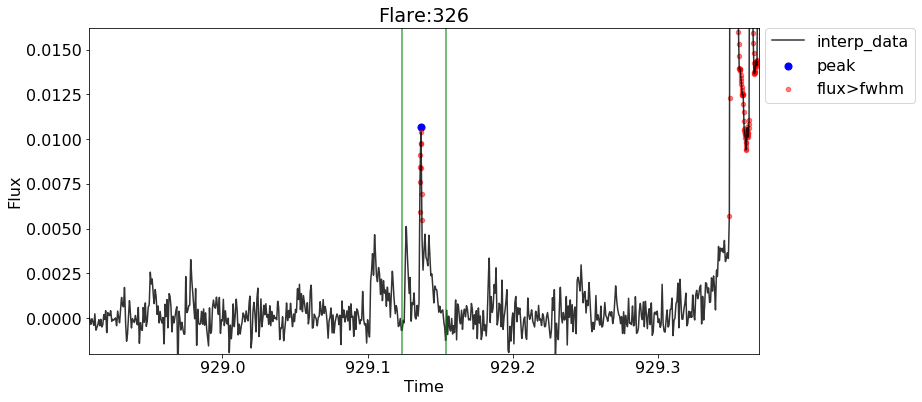 Flare:326
0.0150
0.0125
0.0100
0.0075
0.0050
0.0025
0.0000
Flux
929.0
929.1
929.2
929.3
Time
interp_data
peak
flux>fwhm